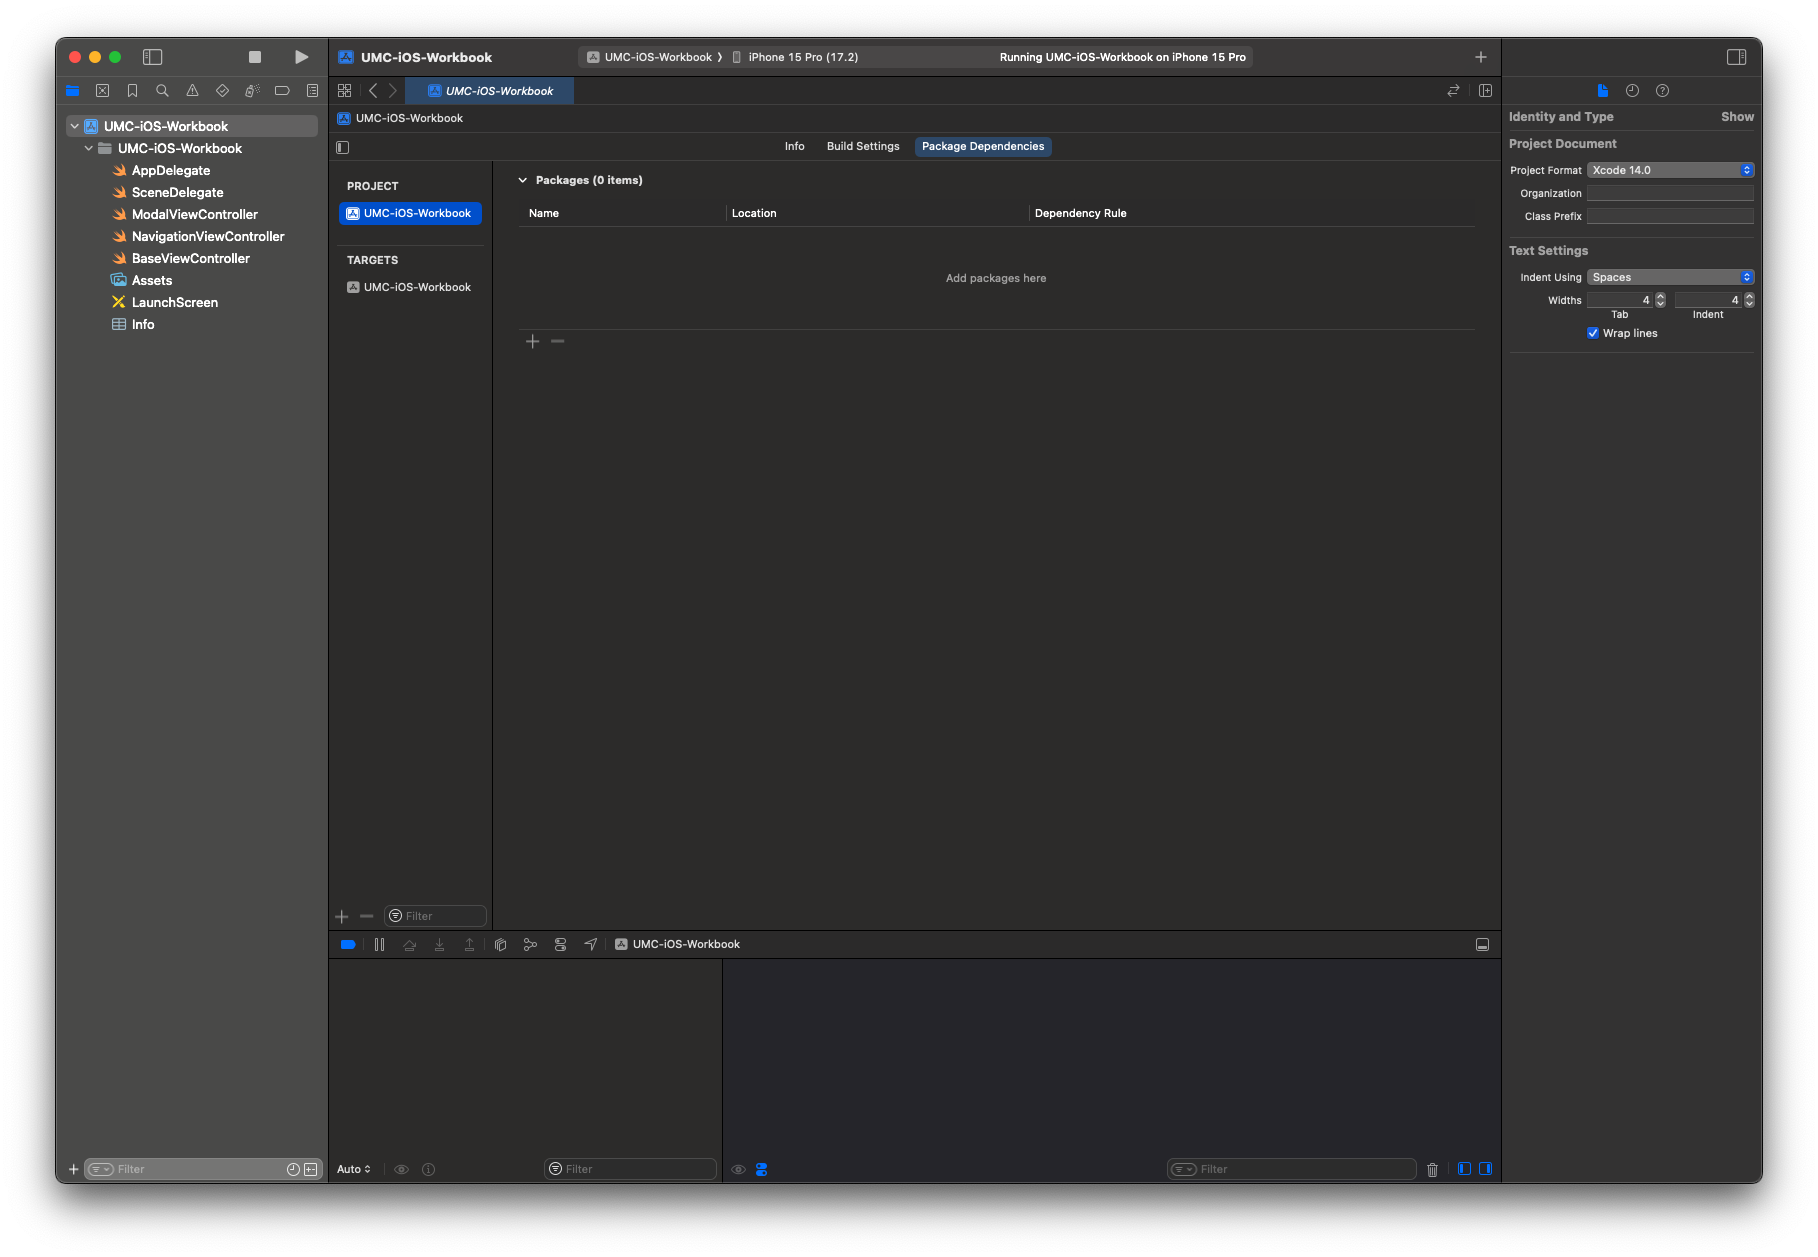 UMC-iOS-Workbook
UMC-iOS-Workbook
iPhone 15 Pro (17.2)
Running UMC-iOS-Workbook on iPhone 15 Pro
UMC-iOS-Workbook
UMC-iOS-Workbook
UMC-iOS-Workbook
UMC-iOS-Workbook
AppDelegate
SceneDelegate
ModalViewController
NavigationViewController
BaseViewController
Assets
LaunchScreen
Info
Filter
Info
Build Settings
Package Dependencies
PROJECT
UMC-iOS-Workbook
TARGETS
UMC-iOS-Workbook
Filter
Packages (0 items)
Name
Location
Dependency Rule
Add packages here
UMC-iOS-Workbook
Auto
Filter
Filter
Identity and Type
Show
Project Document
Project Format Xcode 14.0
Organization
Class Prefix
Text Settings
Indent Using Spaces
Widths 4 4
Tab Indent
Wrap lines